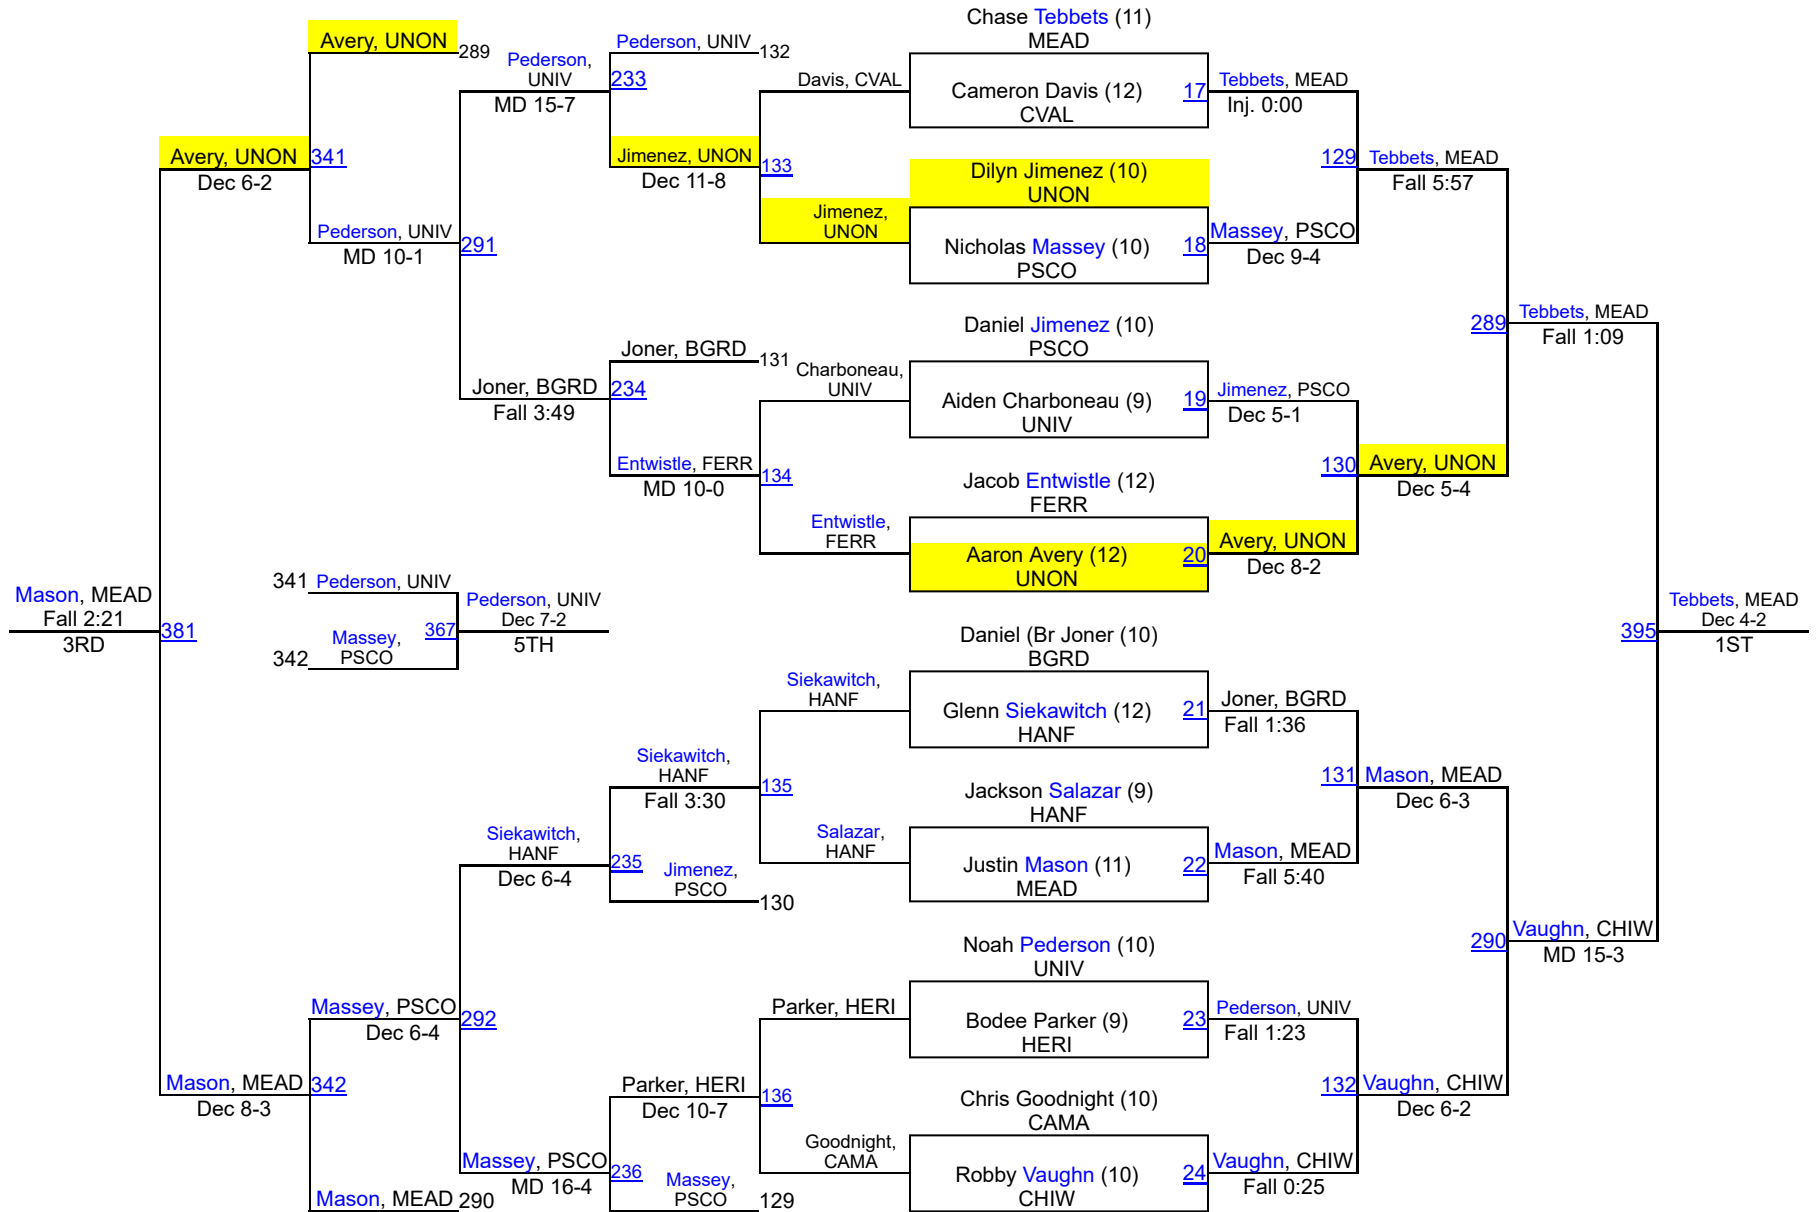 Chase Tebbets (11)
MEAD
Cameron Davis (12)
CVAL
17
Dilyn Jimenez (10)
UNON
Nicholas Massey (10)
PSCO
18
Daniel Jimenez (10)
PSCO
Aiden Charboneau (9)
UNIV
19
Jacob Entwistle (12)
FERR
Aaron Avery (12)
UNON
20
Daniel (Br Joner (10)
BGRD
Glenn Siekawitch (12)
HANF
21
Jackson Salazar (9)
HANF
Justin Mason (11)
MEAD
22
Noah Pederson (10)
UNIV
Bodee Parker (9)
HERI
23
Chris Goodnight (10)
CAMA
Robby Vaughn (10)
CHIW
24
Tebbets, MEAD
Inj. 0:00
129
Massey, PSCO
Dec 9-4
Jimenez, PSCO
Dec 5-1
130
Avery, UNON
Dec 8-2
Joner, BGRD
Fall 1:36
131
Mason, MEAD
Fall 5:40
Pederson, UNIV
Fall 1:23
132
Vaughn, CHIW
Fall 0:25
Tebbets, MEAD
Fall 5:57
289
Avery, UNON
Dec 5-4
Mason, MEAD
Dec 6-3
290
Vaughn, CHIW
Dec 6-2
Tebbets, MEAD
Fall 1:09
395
Vaughn, CHIW
MD 15-3
Tebbets, MEAD
Dec 4-2
1ST
Davis, CVAL
133
Jimenez,
UNON
Charboneau,
UNIV
134
Entwistle,
FERR
Siekawitch,
HANF
135
Salazar,
HANF
Parker, HERI
136
Goodnight,
CAMA
Pederson, UNIV
132
233
Jimenez, UNON
Dec 11-8
Joner, BGRD
131
234
Entwistle, FERR
MD 10-0
Siekawitch,
HANF
Fall 3:30
235
Jimenez,
PSCO
130
Parker, HERI
Dec 10-7
236
Massey,
PSCO
129
Pederson,
UNIV
MD 15-7
291
Joner, BGRD
Fall 3:49
Siekawitch,
HANF
Dec 6-4
292
Massey, PSCO
MD 16-4
Avery, UNON
289
341
Pederson, UNIV
MD 10-1
Massey, PSCO
Dec 6-4
342
Mason, MEAD
290
Avery, UNON
Dec 6-2
381
Mason, MEAD
Dec 8-3
Mason, MEAD
Fall 2:21
3RD
341
Pederson, UNIV
342
Massey,
PSCO
367
Pederson, UNIV
Dec 7-2
5TH